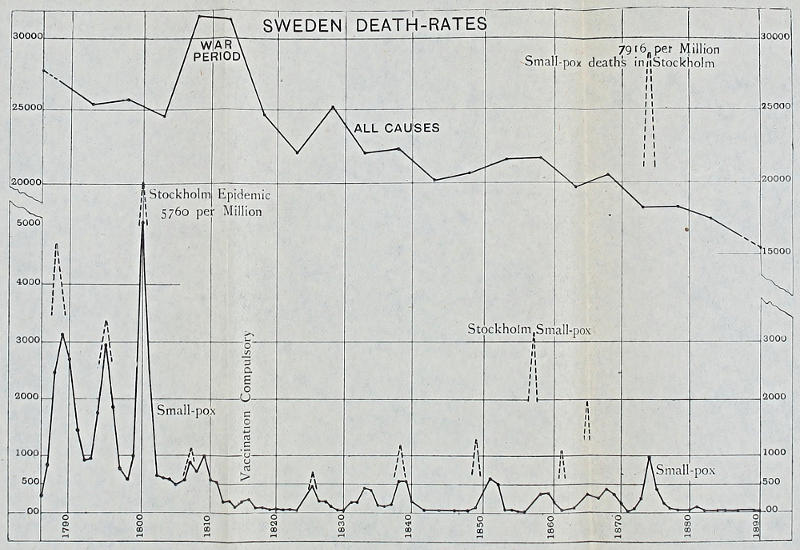 SWEDEN DEATH-RATES
30000
30000
WAR
PERIOD
7916 per Million
Small-pox deaths in Stockholm
25000
25000
ALL CAUSES
20000
20000
Stockholm Epidemic
5760 per Million
5000
15000
4000
3000
3000
Stockholm Small-pox
Vaccination Compulsory
2000
2000
Small-pox
1000
1000
Small-pox
500
500
00
00
1790
1800
1810
1820
1830
1840
1850
1860
1870
1880
1890